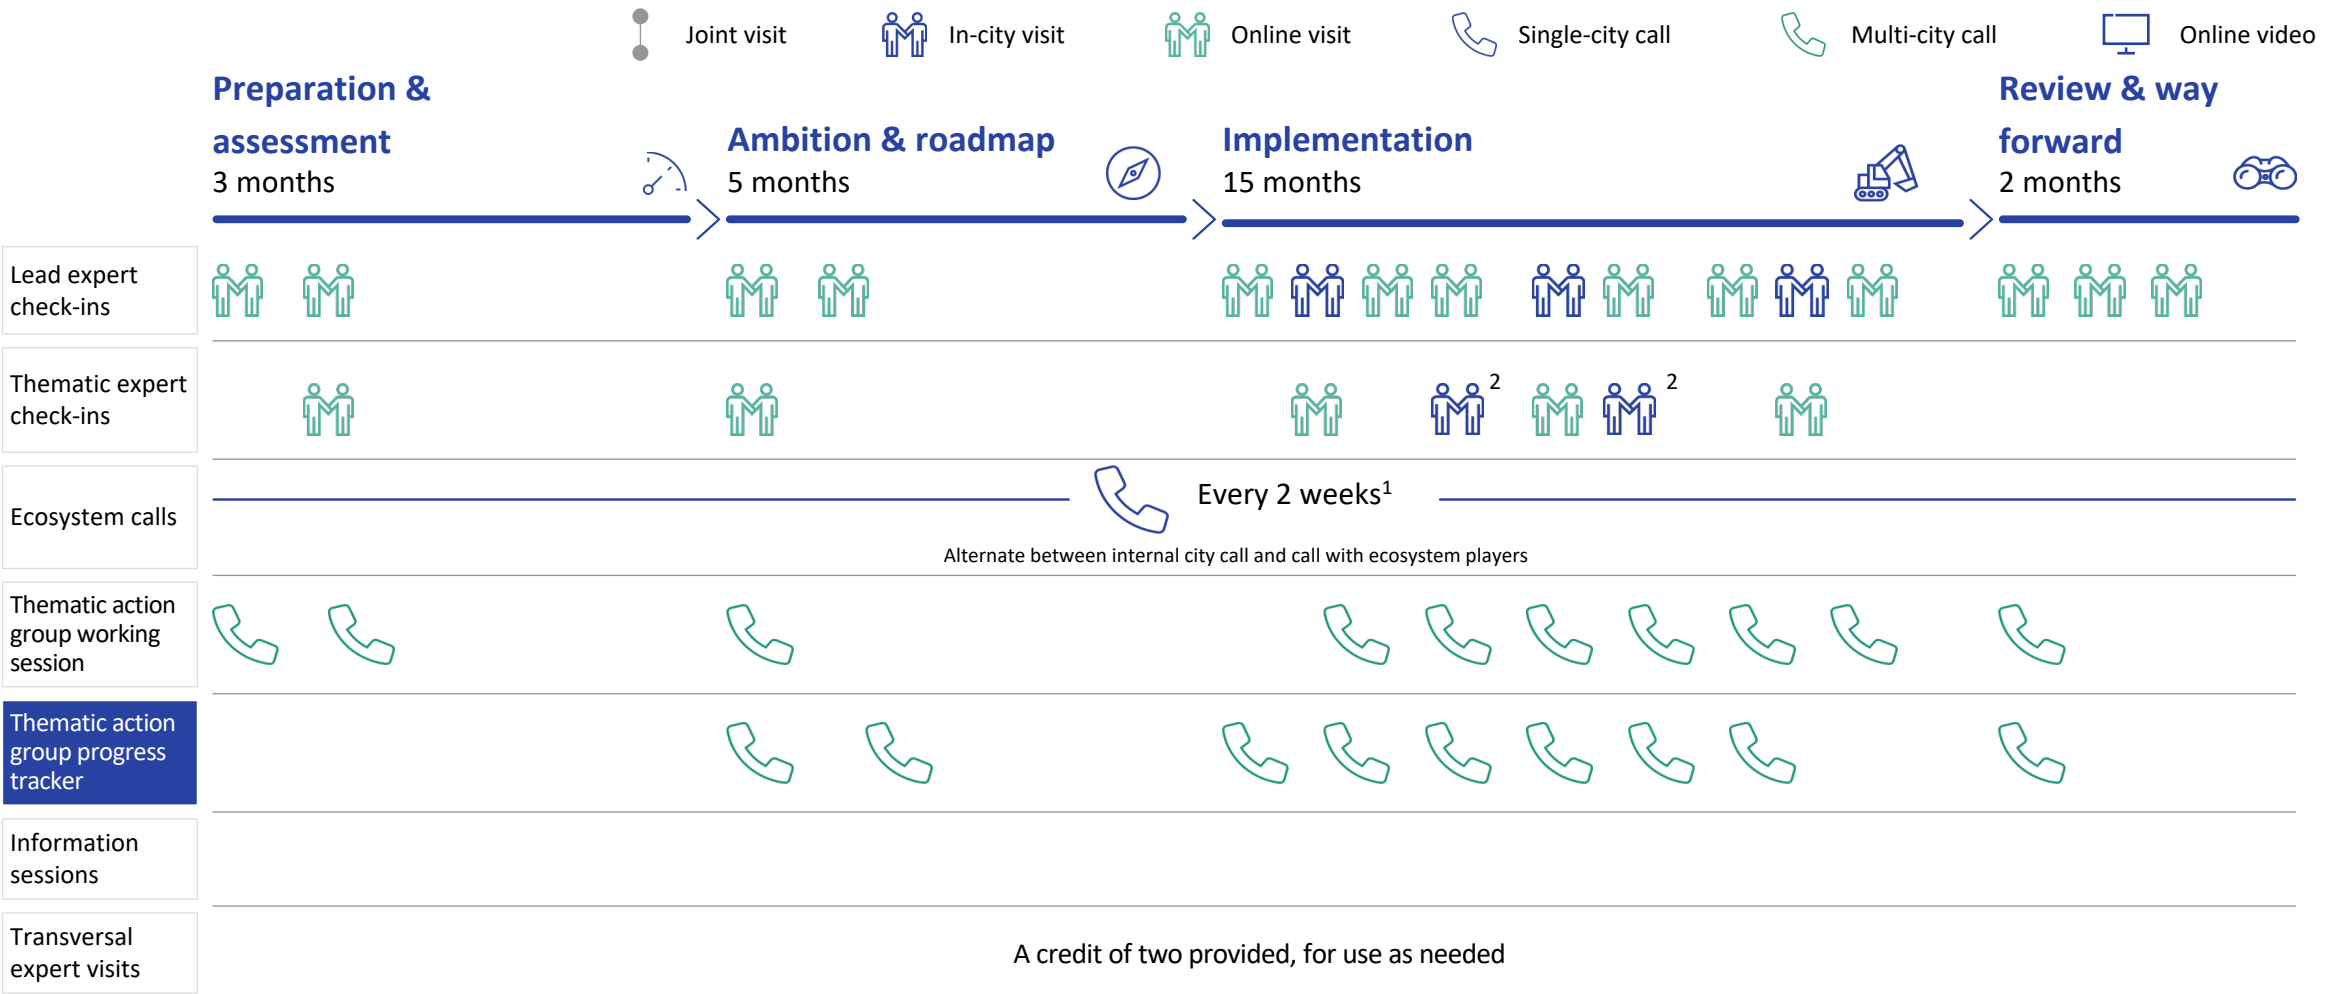 Joint visit
In-city visit
Online visit
Single-city call
Multi-city call
Online video
Preparation &
assessment
3 months
Ambition & roadmap
5 months
Implementation
15 months
Review & way
forward
2 months
Lead expert
check-ins
Thematic expert
check-ins
2
2
Ecosystem calls
Every 2 weeks1
Alternate between internal city call and call with ecosystem players
Thematic action
group working
session
Thematic action
group progress
tracker
Information
sessions
Transversal
expert visits
A credit of two provided, for use as needed